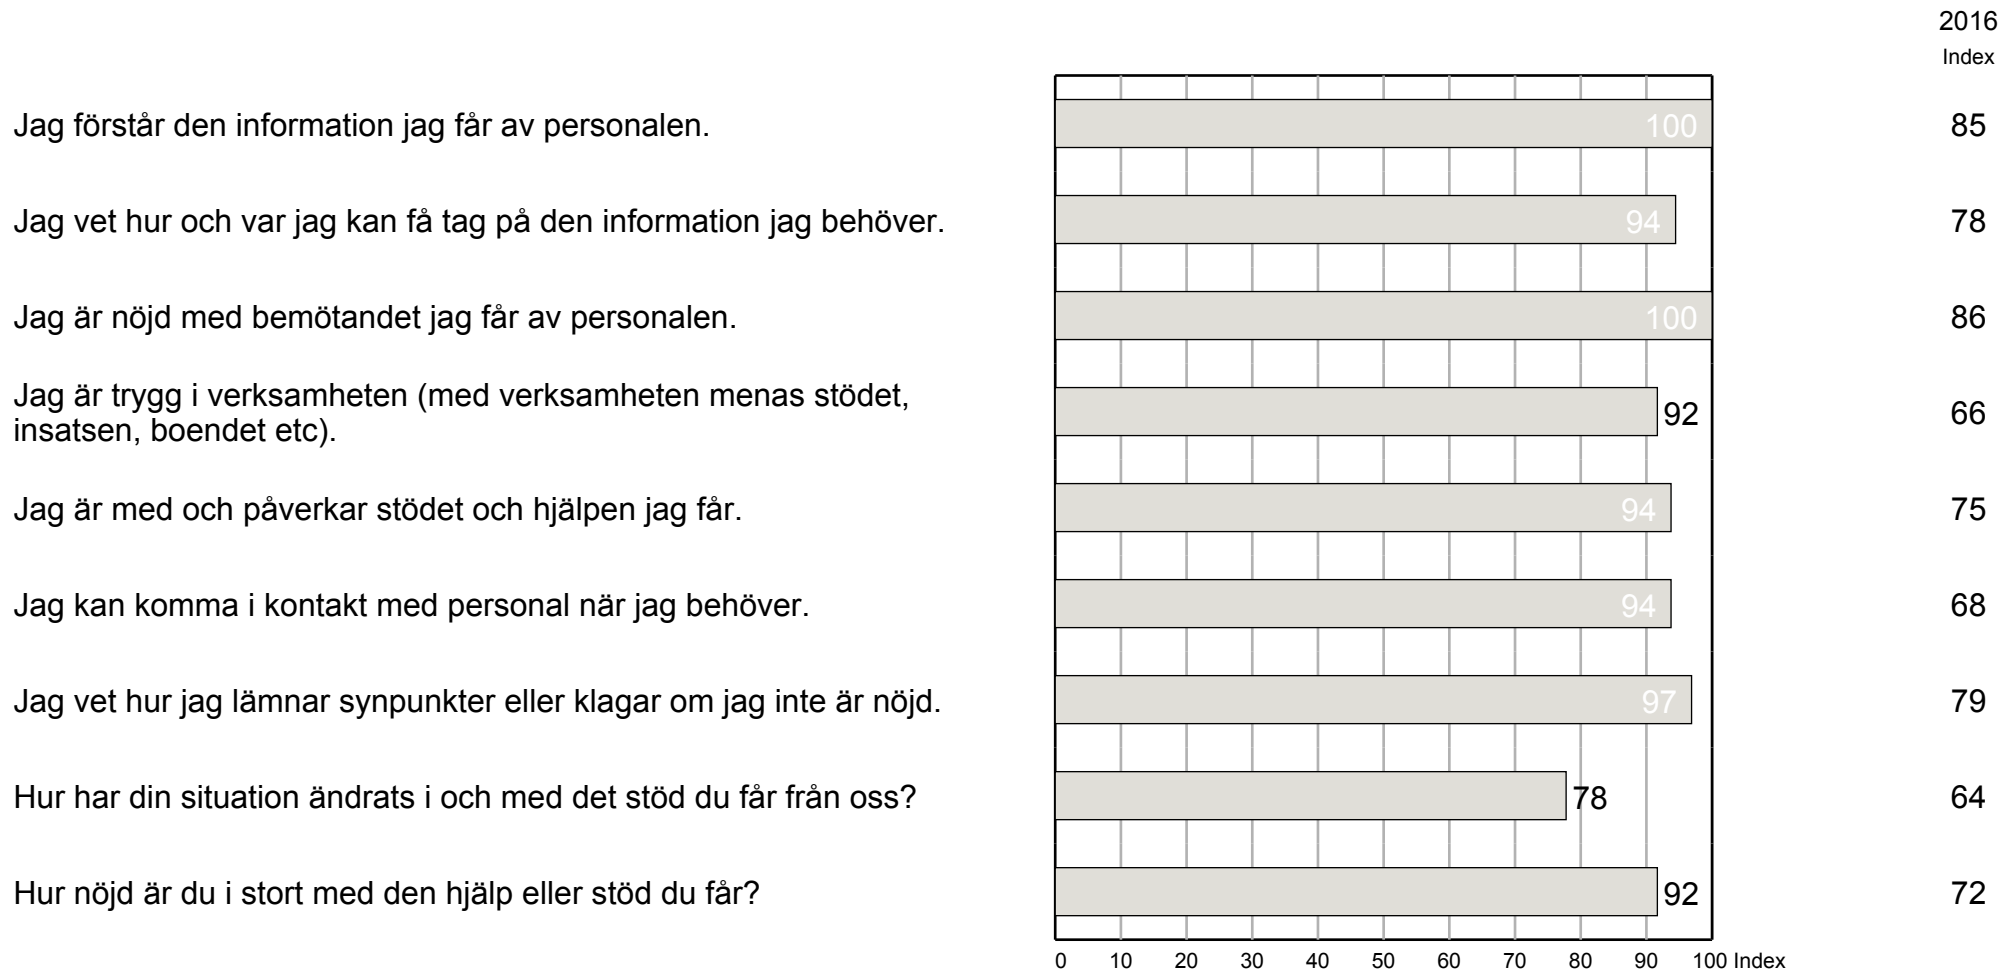 2016
Index
Jag förstår den information jag får av personalen. 100 85
Jag vet hur och var jag kan få tag på den information jag behöver. 94 78
Jag är nöjd med bemötandet jag får av personalen. 100 86
Jag är trygg i verksamheten (med verksamheten menas stödet,
insatsen, boendet etc). 92 66
Jag är med och påverkar stödet och hjälpen jag får. 94 75
Jag kan komma i kontakt med personal när jag behöver. 94 68
Jag vet hur jag lämnar synpunkter eller klagar om jag inte är nöjd. 97 79
Hur har din situation ändrats i och med det stöd du får från oss? 78 64
Hur nöjd är du i stort med den hjälp eller stöd du får? 92 72
0 10 20 30 40 50 60 70 80 90 100 Index